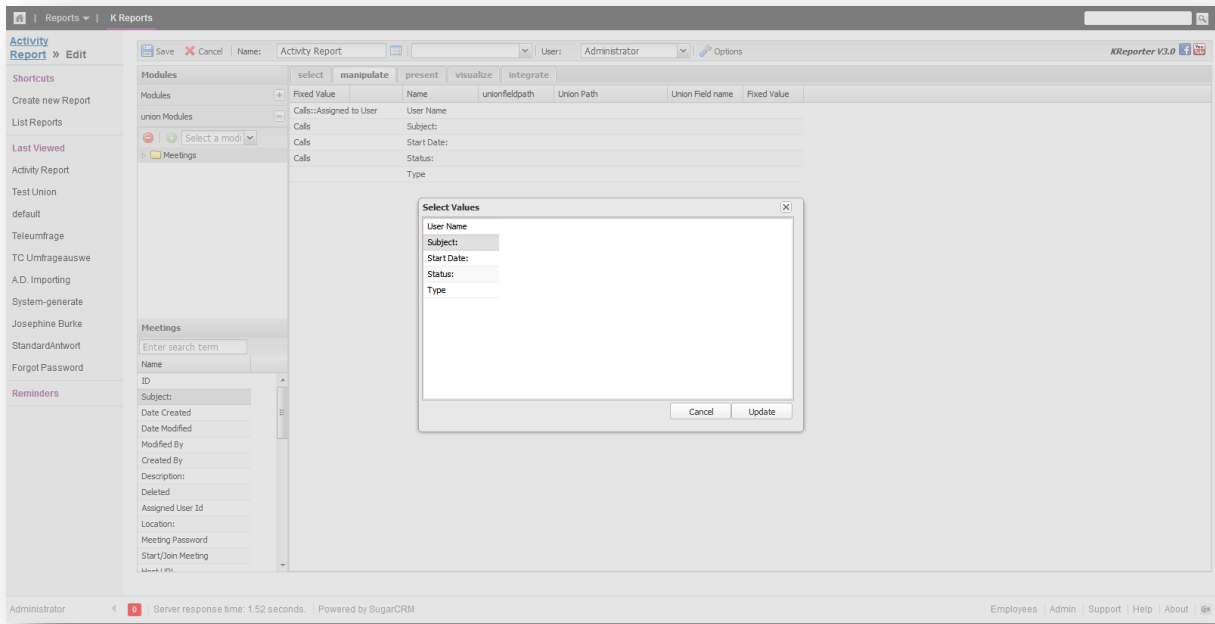 Reports | K Reports
Activity
Report » Edit
Save Cancel Name: Activity Report User: Administrator Options KReporter V3.0
Shortcuts
Create new Report
List Reports
Last Viewed
Activity Report
Test Union
default
Teleumfrage
TC Umfrageauswe
A.D. Importing
System-generate
Josephine Burke
StandardAntwort
Forgot Password
Reminders
Modules
Modules
union Modules
Select a mod
Meetings
Meetings
Enter search term
Name
ID
Subject:
Date Created
Date Modified
Modified By
Created By
Description:
Deleted
Assigned User Id
Location:
Meeting Password
Start/Join Meeting
select manipulate present visualize integrate
Fixed Value Name unionfieldpath Union Path Union Field name Fixed Value
Calls::Assigned to User User Name
Calls Subject:
Calls Start Date:
Calls Status:
Type
Select Values
User Name
Subject:
Start Date:
Status:
Type
Cancel Update
Administrator 0 Server response time: 1.52 seconds. | Powered by SugarCRM Employees | Admin | Support | Help | About